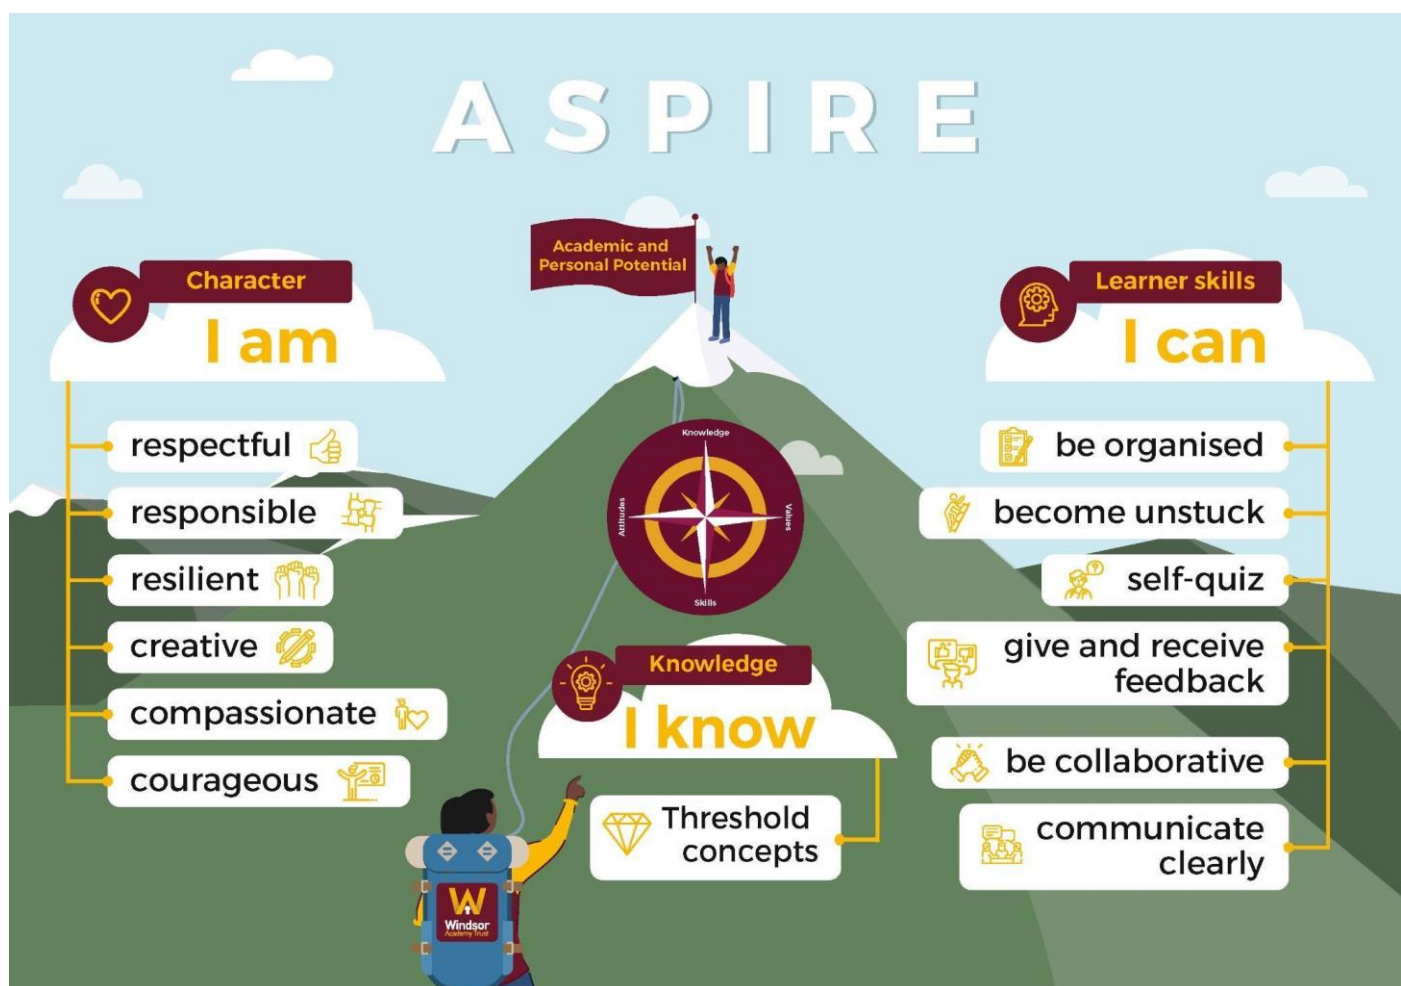 ASPIRE
Academic and
Personal Potential
Character
I am
respectful
responsible
resilient
creative
compassionate
courageous
Knowledge
Attitudes
Values
Skills
Knowledge
I know
Threshold
concepts
Learner skills
I can
be organised
become unstuck
self-quiz
give and receive
feedback
be collaborative
communicate
clearly
W
Windsor
Academy Trust